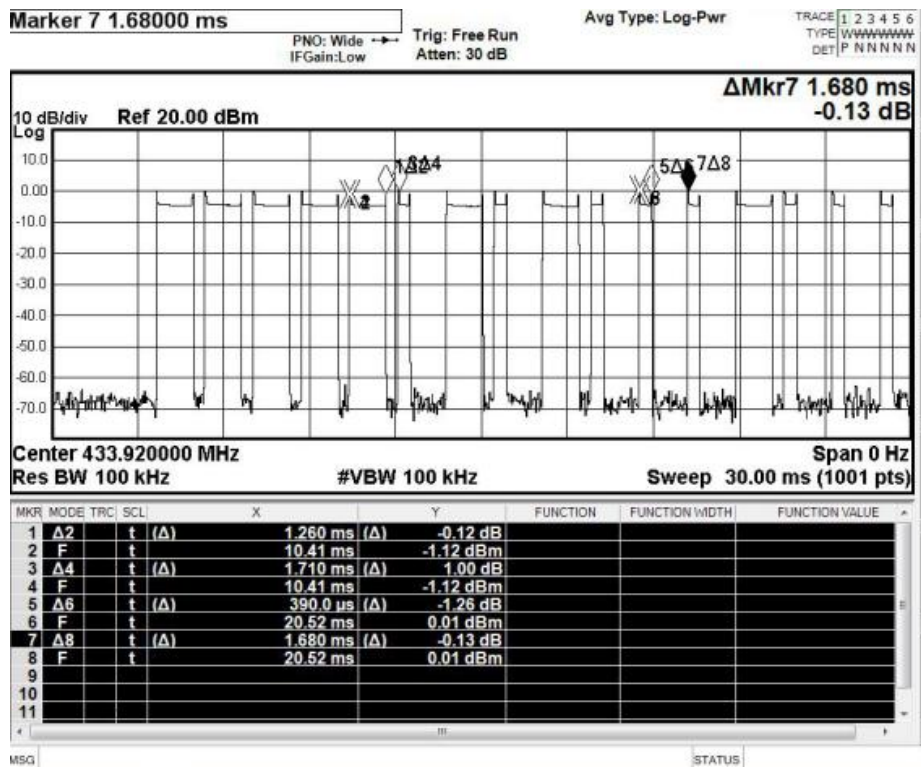 Marker 7 1.68000 ms
PNO: Wide
IFGain:Low
Trig: Free Run
Atten: 30 dB
Avg Type: Log-Pwr
TRACE 1 2 3 4 5 6
TYPE WWWWWW
DET P N N N N N
ΔMkr7 1.680 ms
-0.13 dB
10 dB/div Ref 20.00 dBm
Log
10.0
0.00
-10.0
-20.0
-30.0
-40.0
-50.0
-60.0
-70.0
7Δ8
Center 433.920000 MHz Span 0 Hz
Res BW 100 kHz #VBW 100 kHz Sweep 30.00 ms (1001 pts)
MKR MODE TRC SCL X Y FUNCTION FUNCTION WIDTH FUNCTION VALUE
1 Δ2 t (Δ) 1.260 ms (Δ) -0.12 dB
2 F t 10.41 ms -1.12 dBm
3 Δ4 t (Δ) 1.710 ms (Δ) 1.00 dB
4 F t 10.41 ms -1.12 dBm
5 Δ6 t (Δ) 390.0 µs (Δ) -1.26 dB
6 F t 20.52 ms 0.01 dBm
7 Δ8 t (Δ) 1.680 ms (Δ) -0.13 dB
8 F t 20.52 ms 0.01 dBm
9
10
11
MSG STATUS